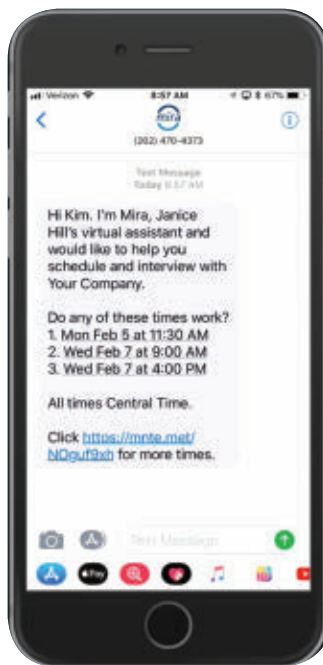 Verizon 8:57 AM 67%
mira
(202) 470-4373
Text Message
Today 8:57 AM
Hi Kim. I'm Mira, Janice
Hill's virtual assistant and
would like to help you
schedule and interview with
Your Company.
Do any of these times work?
1. Mon Feb 5 at 11:30 AM
2. Wed Feb 7 at 9:00 AM
3. Wed Feb 7 at 4:00 PM
All times Central Time.
Click https://mnte.met/
for more times.
Text Message
Pay